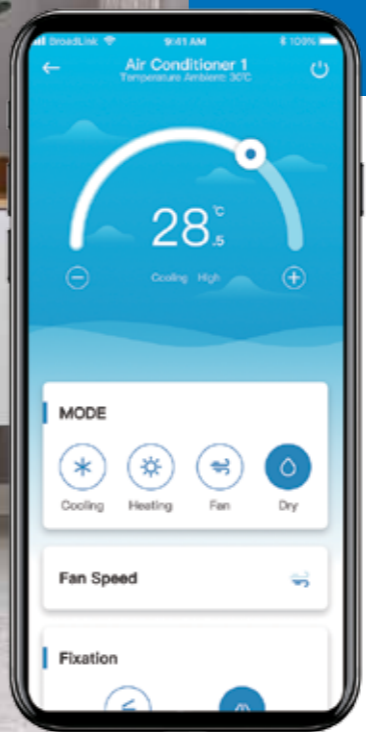 BroadLink 9:41 AM 100%
Air Conditioner 1
Temperature Ambient 30°C
28.5 °C
Cooling High
MODE
Cooling Heating Fan Dry
Fan Speed
Fixation